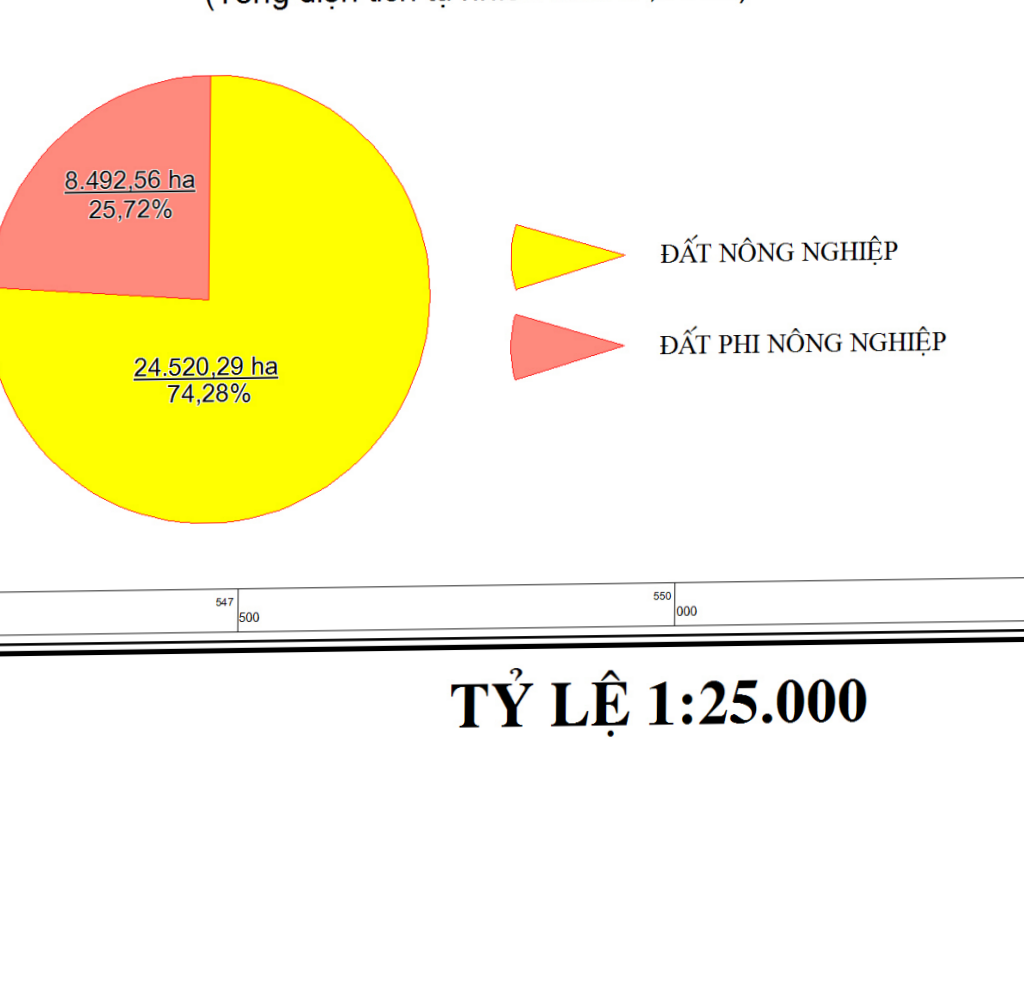 8.492,56 ha
25,72%
ĐẤT NÔNG NGHIỆP
ĐẤT PHI NÔNG NGHIỆP
24.520,29 ha
74,28%
547
500
550
000
TỶ LỆ 1:25.000